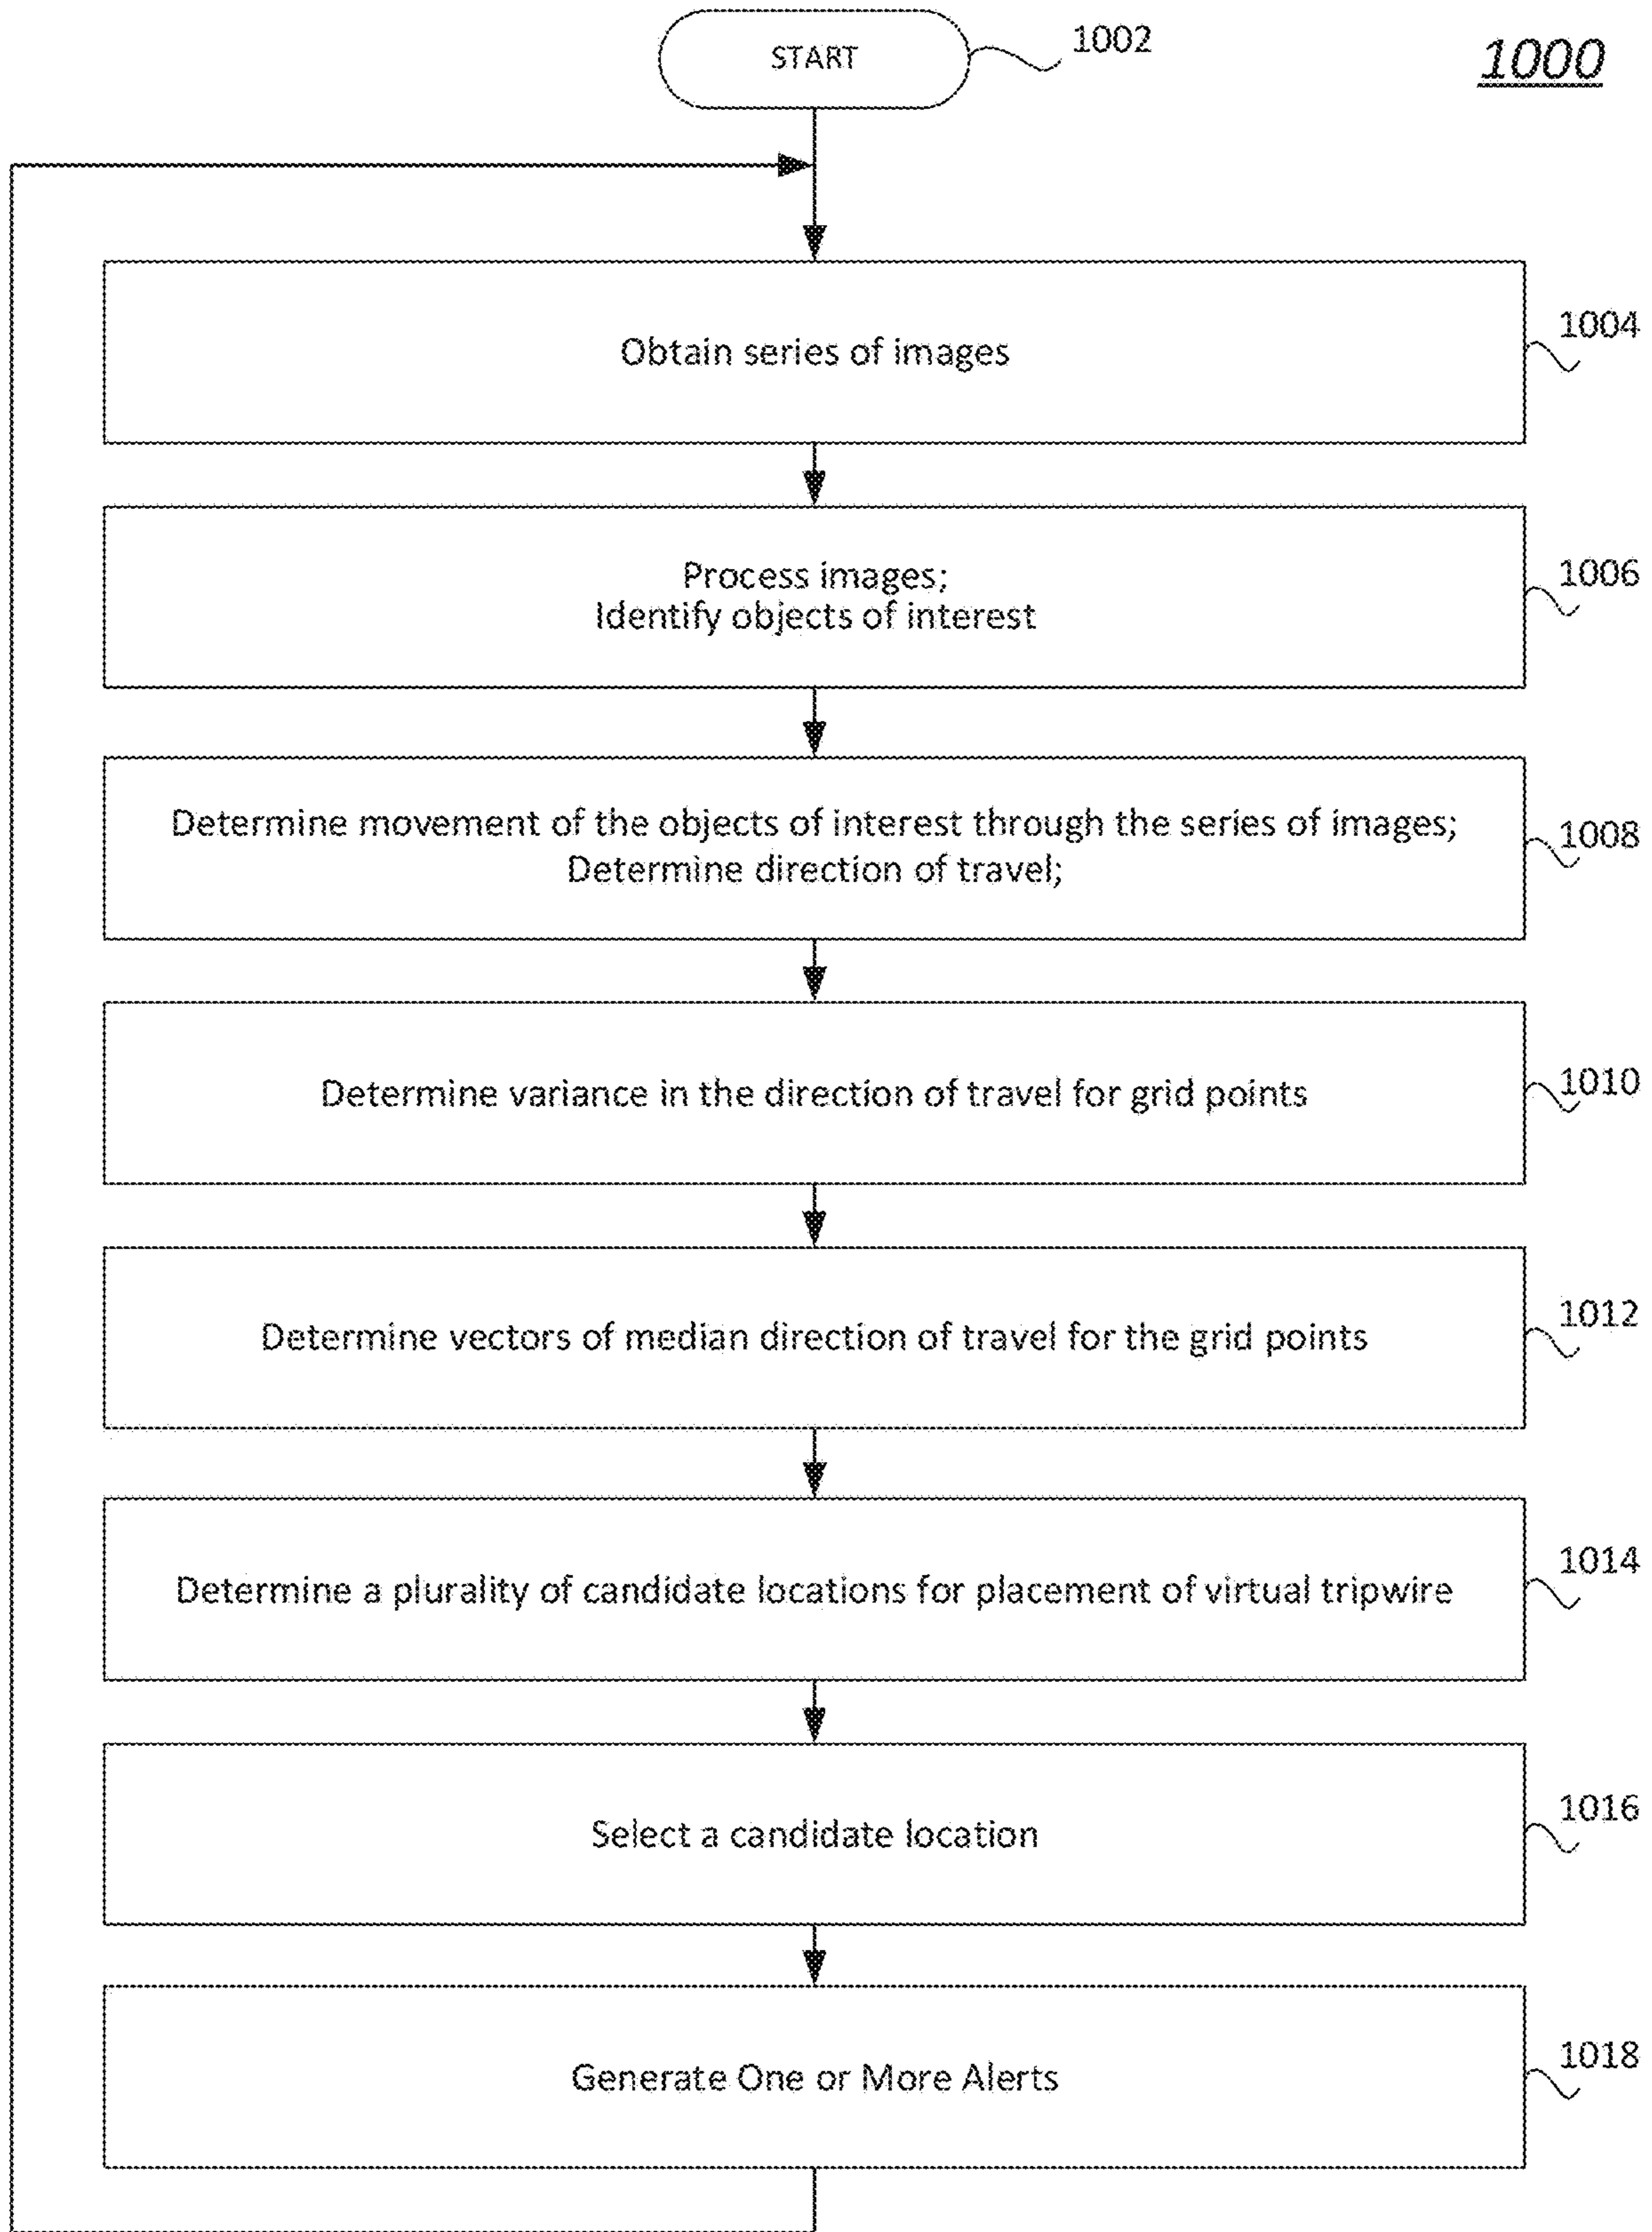 START
1002
1000
Obtain series of images
1004
Process images;
Identify objects of interest
1006
Determine movement of the objects of interest through the series of images;
Determine direction of travel;
1008
Determine variance in the direction of travel for grid points
1010
Determine vectors of median direction of travel for the grid points
1012
Determine a plurality of candidate locations for placement of virtual tripwire
1014
Select a candidate location
1016
Generate One or More Alerts
1018